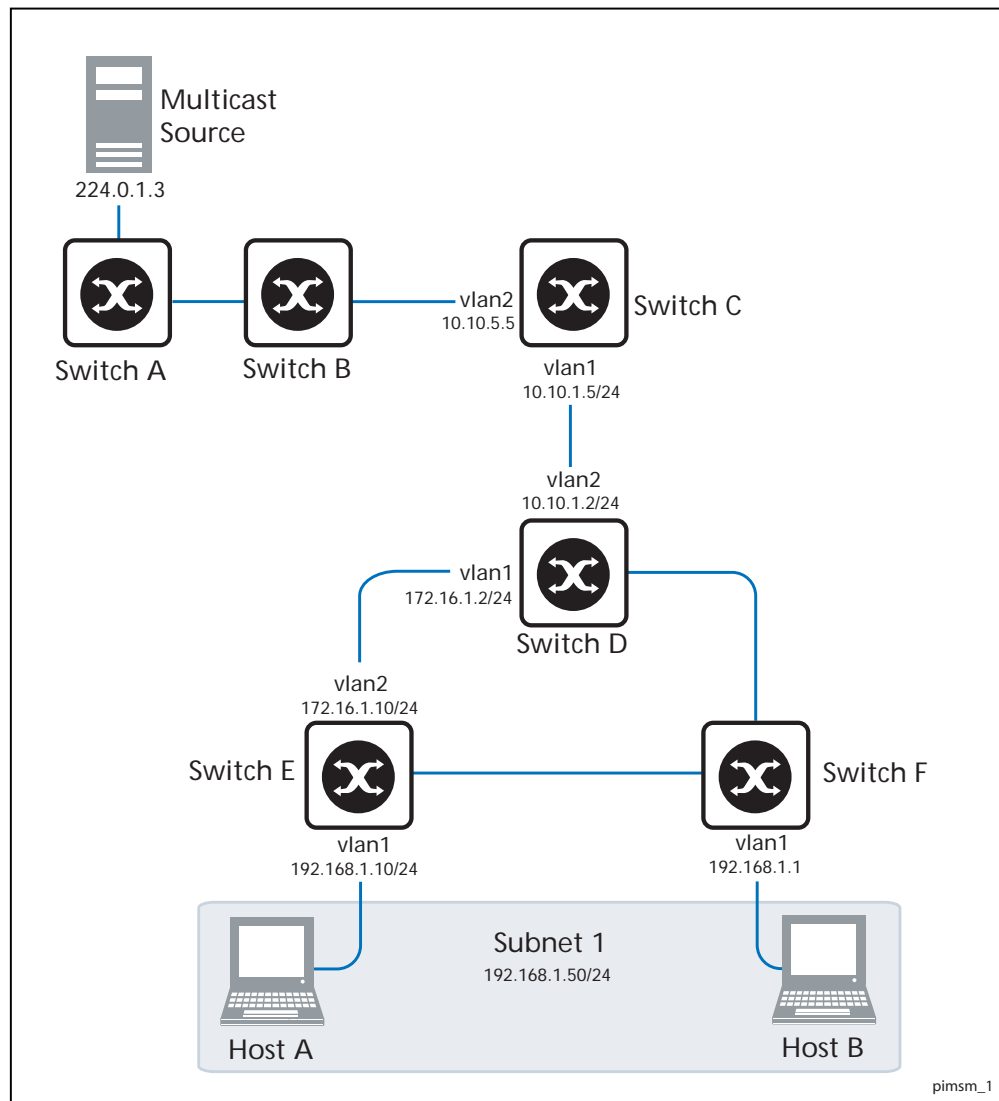 Multicast
Source
224.0.1.3
Switch A
Switch B
vlan2
10.10.5.5
Switch C
vlan1
10.10.1.5/24
vlan2
10.10.1.2/24
vlan1
172.16.1.2/24
Switch D
vlan2
172.16.1.10/24
Switch E
Switch F
vlan1
192.168.1.10/24
vlan1
192.168.1.1
Subnet 1
192.168.1.50/24
Host A
Host B
pimsm_1